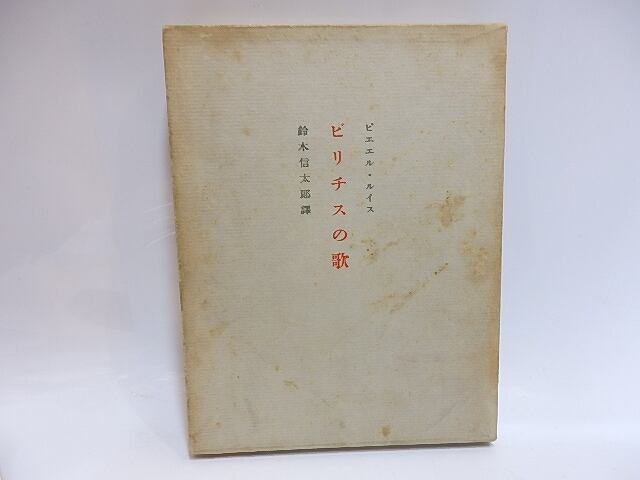 ピエエル・ルイス
ビリチスの歌
鈴木信太郎譯